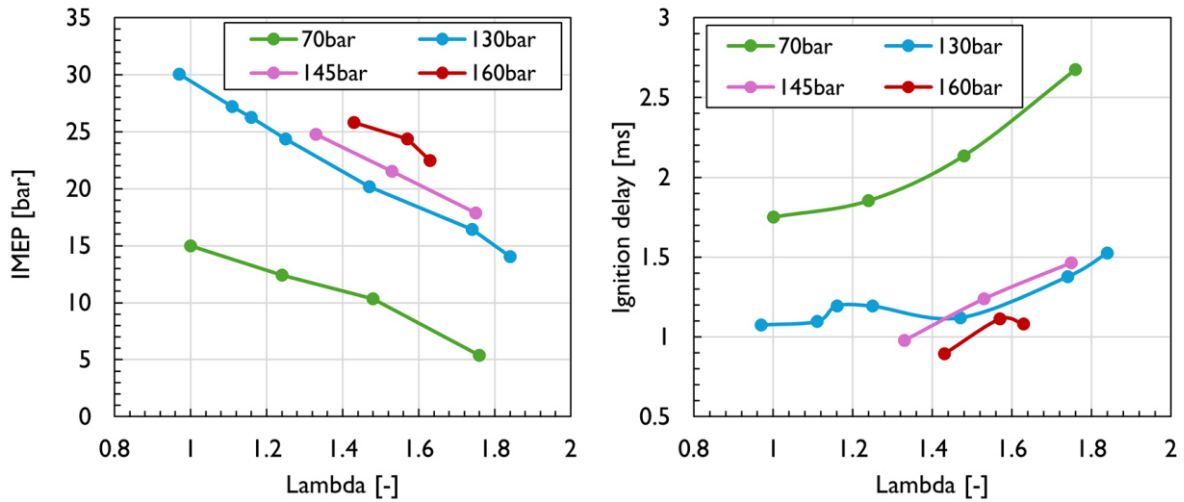 35
30
25
20
15
10
5
0
IMEP [bar]
70bar 130bar
145bar 160bar
0.8 1 1.2 1.4 1.6 1.8 2
Lambda [-]
3
2.5
2
1.5
1
0.5
Ignition delay [ms]
70bar 130bar
145bar 160bar
0.8 1 1.2 1.4 1.6 1.8 2
Lambda [-]